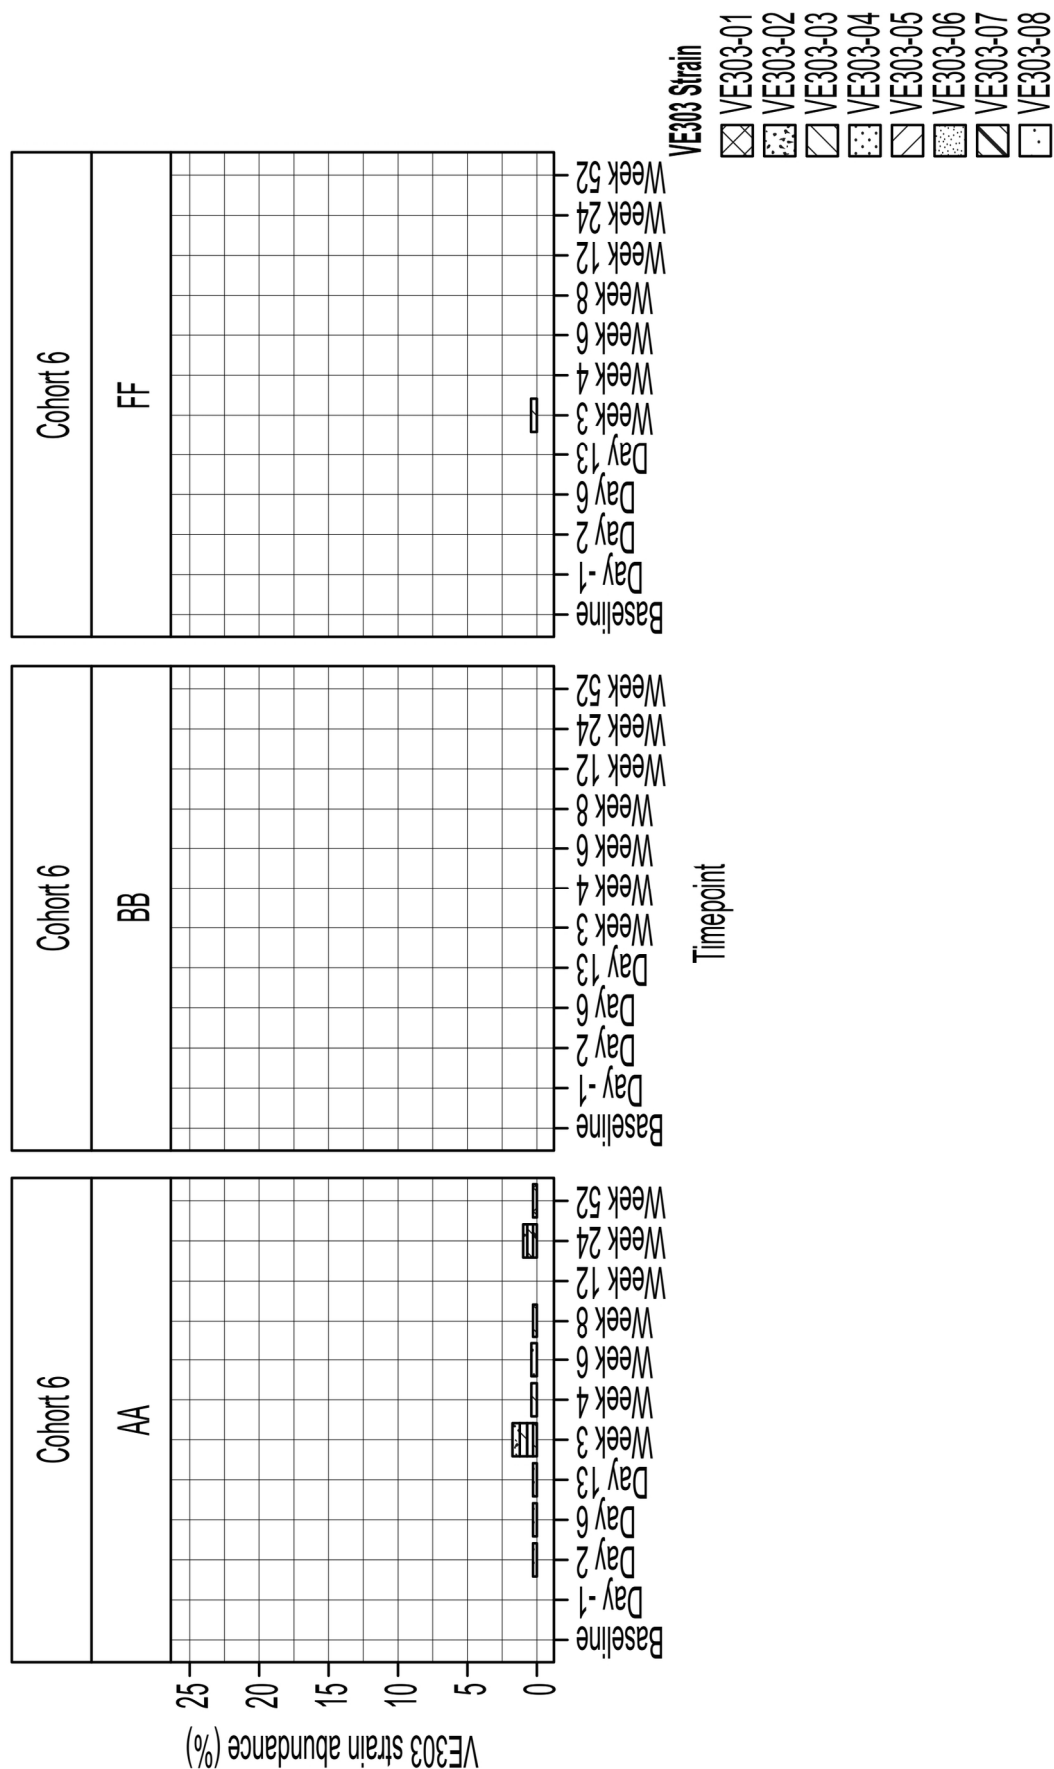 Cohort 6
Cohort 6
Cohort 6
AA
BB
FF
VE303 strain abundance (%)
25
20
15
10
5
0
Baseline
Day -1
Day 2
Day 6
Day 13
Week 3
Week 4
Week 6
Week 8
Week 12
Week 24
Week 52
Baseline
Day -1
Day 2
Day 6
Day 13
Week 3
Week 4
Week 6
Week 8
Week 12
Week 24
Week 52
Baseline
Day -1
Day 2
Day 6
Day 13
Week 3
Week 4
Week 6
Week 8
Week 12
Week 24
Week 52
Timepoint
VE303 Strain
VE303-01
VE303-02
VE303-03
VE303-04
VE303-05
VE303-06
VE303-07
VE303-08